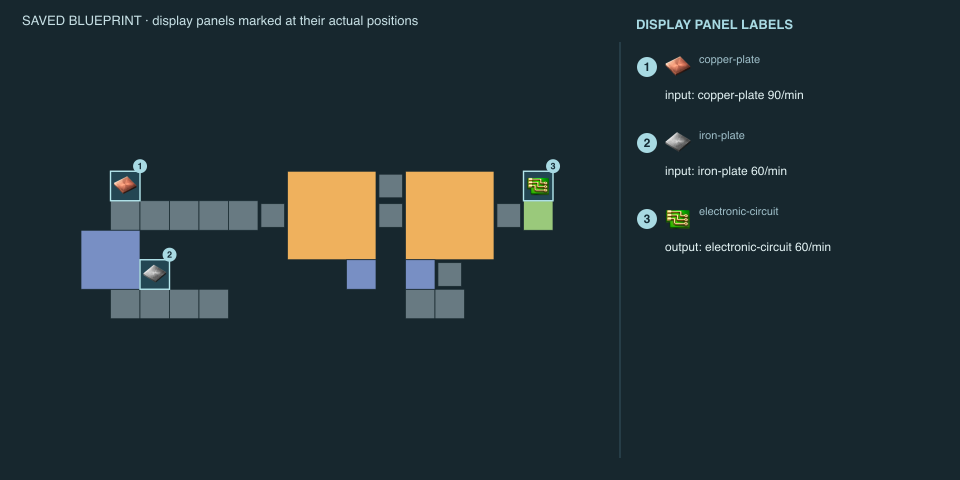 SAVED BLUEPRINT · display panels marked at their actual positions
DISPLAY PANEL LABELS
1
copper-plate
input: copper-plate 90/min
2
iron-plate
input: iron-plate 60/min
3
electronic-circuit
output: electronic-circuit 60/min
1
3
2